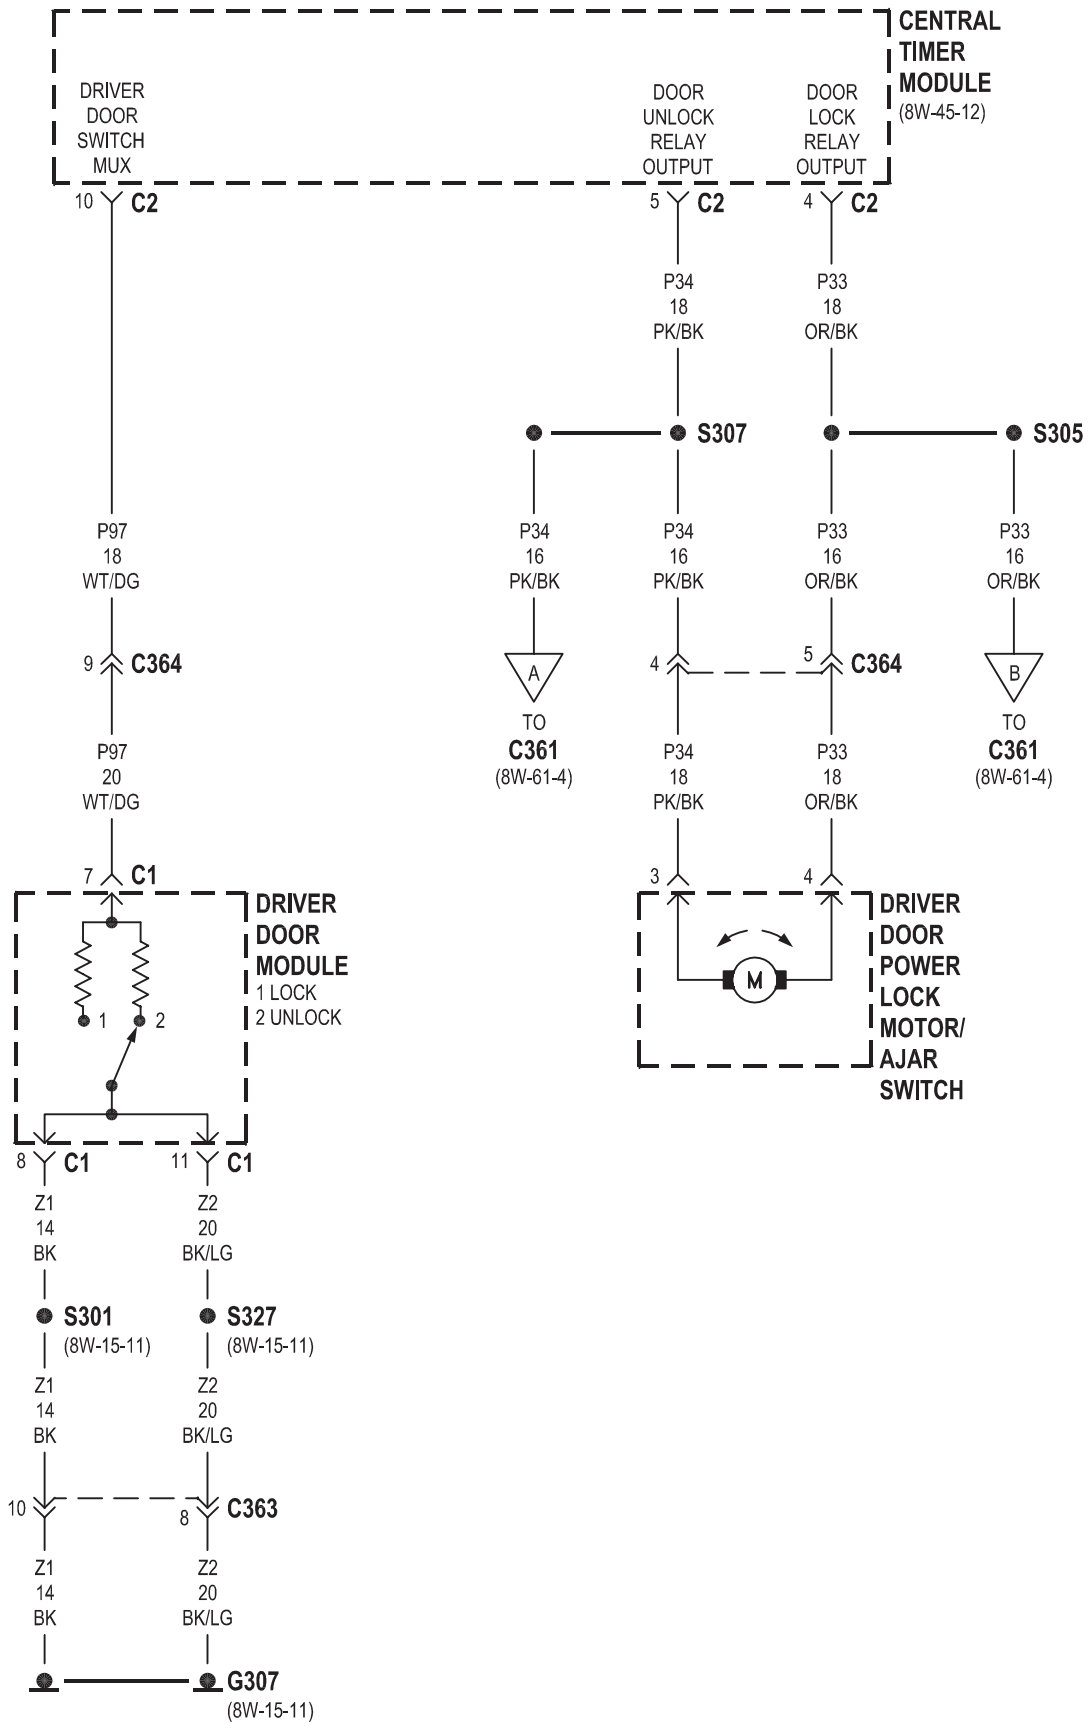 CENTRAL
TIMER
MODULE
(8W-45-12)
DRIVER
DOOR
SWITCH
MUX
DOOR
UNLOCK
RELAY
OUTPUT
DOOR
LOCK
RELAY
OUTPUT
10 C2
5 C2
4 C2
P34
18
PK/BK
P33
18
OR/BK
S307
S305
P97
18
WT/DG
P34
16
PK/BK
P34
16
PK/BK
P33
16
OR/BK
P33
16
OR/BK
9 C364
4
5 C364
A
TO
C361
(8W-61-4)
B
TO
C361
(8W-61-4)
P97
20
WT/DG
P34
18
PK/BK
P33
18
OR/BK
7 C1
3
4
DRIVER
DOOR
MODULE
1 LOCK
2 UNLOCK
1
2
M
DRIVER
DOOR
POWER
LOCK
MOTOR/
AJAR
SWITCH
8 C1
11 C1
Z1
14
BK
Z2
20
BK/LG
S301
(8W-15-11)
S327
(8W-15-11)
Z1
14
BK
Z2
20
BK/LG
10
8 C363
Z1
14
BK
Z2
20
BK/LG
G307
(8W-15-11)